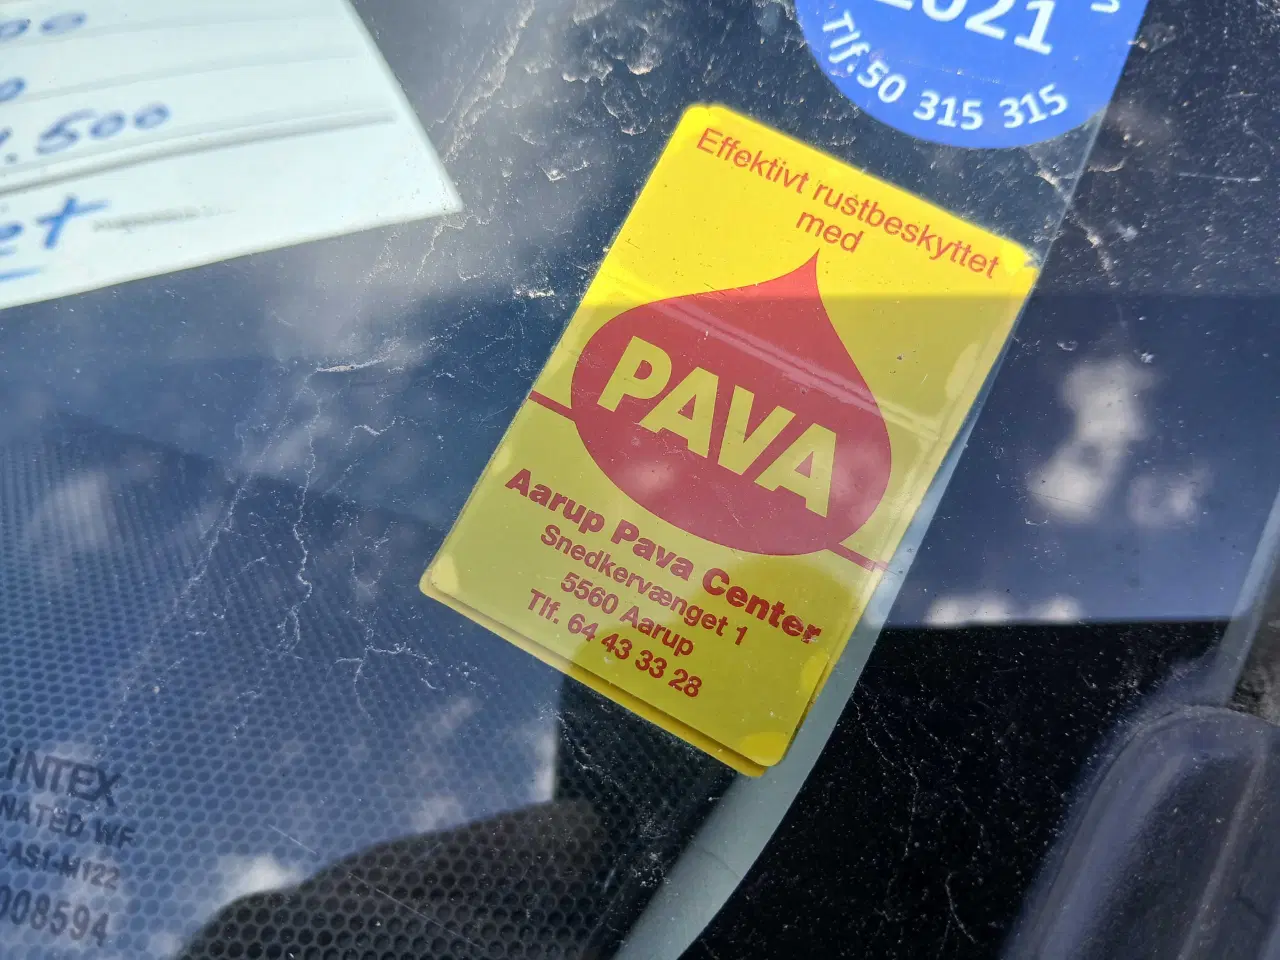 .500
2021
Tlf. 50 315 315
Effektivt rustbeskyttet
med
PAVA
Aarup Pava Center
Snedkervænget 1
5560 Aarup
Tlf. 64 43 33 28
NATED WF
-AS1-M122
008594